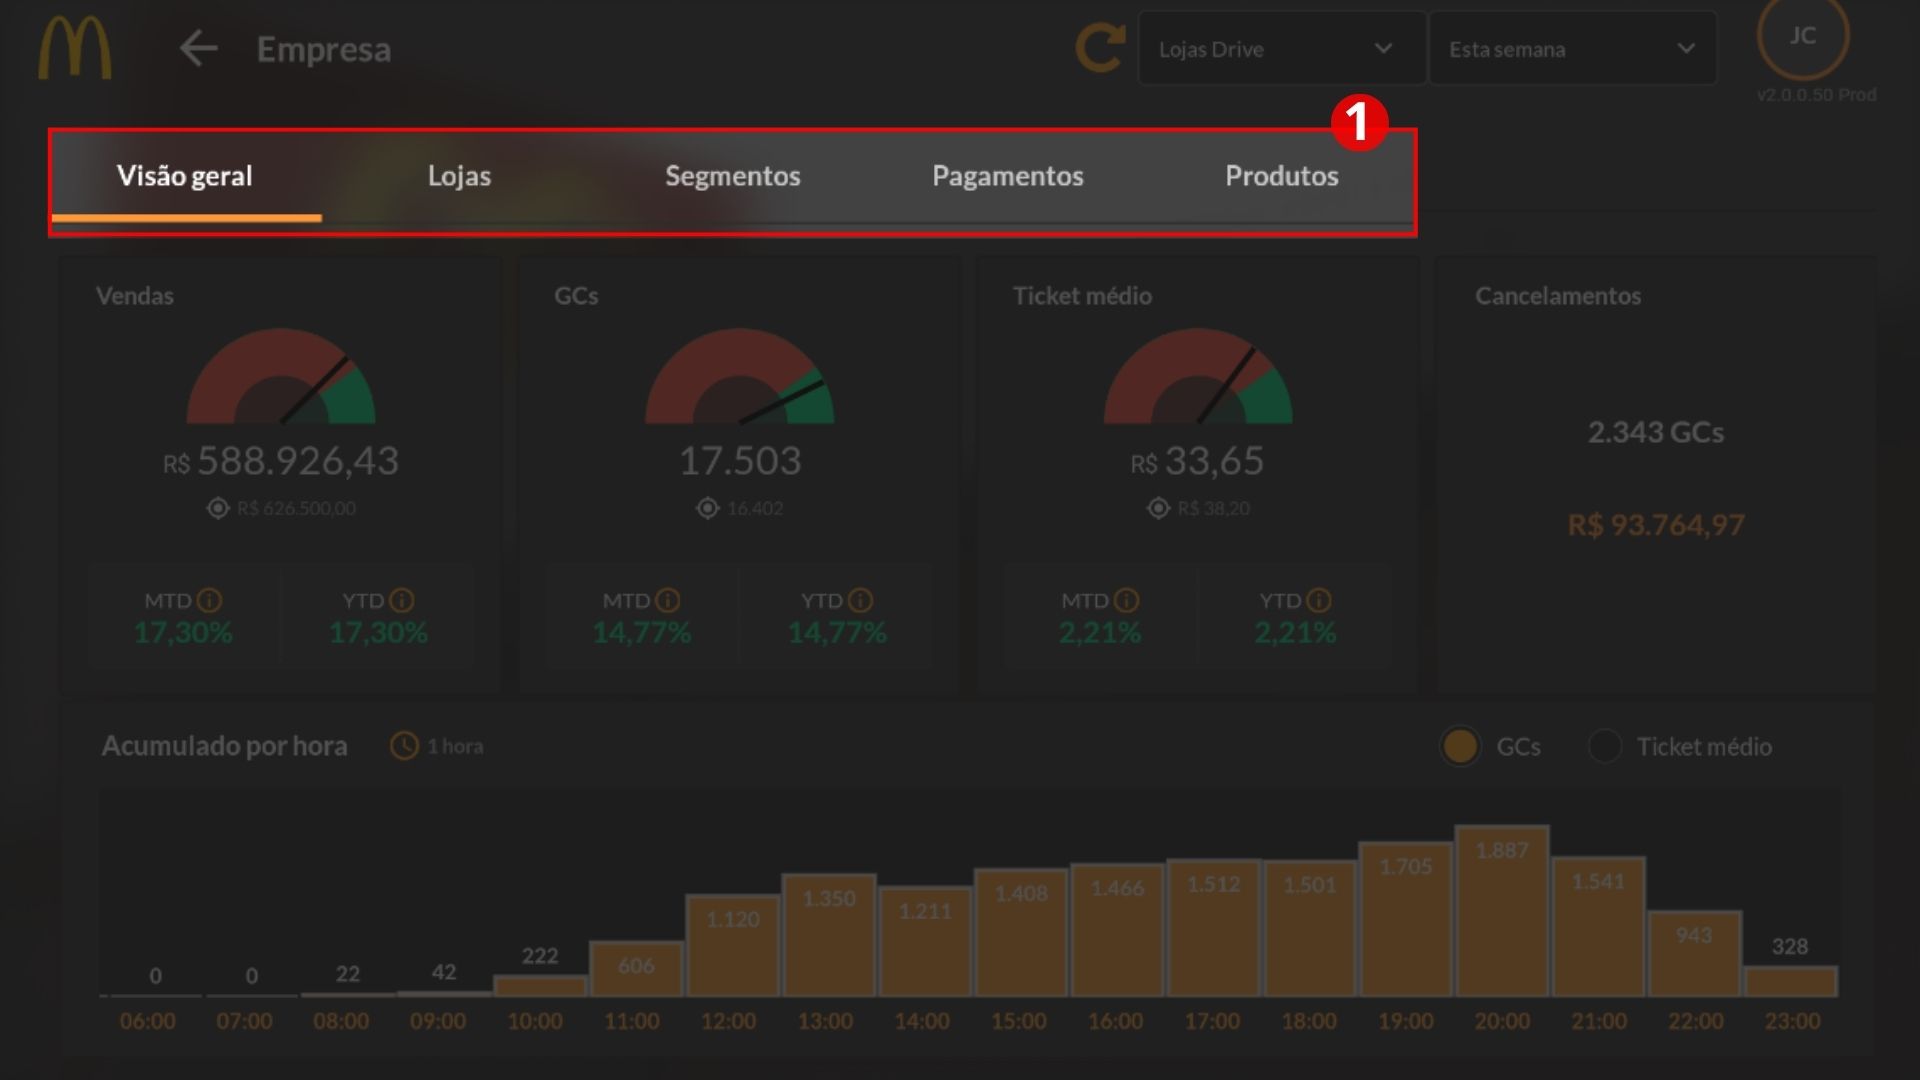 Empresa
Lojas Drive
Esta semana
JC
v2.0.0.50 Prod
1
Visão geral
Lojas
Segmentos
Pagamentos
Produtos
Vendas
R$ 588.926,43
R$ 626.500,00
MTD
17,30%
YTD
17,30%
GCs
17.503
16.402
MTD
14,77%
YTD
14,77%
Ticket médio
R$ 33,65
R$ 38,20
MTD
2,21%
YTD
2,21%
Cancelamentos
2.343 GCs
R$ 93.764,97
Acumulado por hora
1 hora
GCs
Ticket médio
0 0 22 42 222 606 1.120 1.350 1.211 1.408 1.466 1.512 1.501 1.705 1.887 1.541 943 328
06:00 07:00 08:00 09:00 10:00 11:00 12:00 13:00 14:00 15:00 16:00 17:00 18:00 19:00 20:00 21:00 22:00 23:00